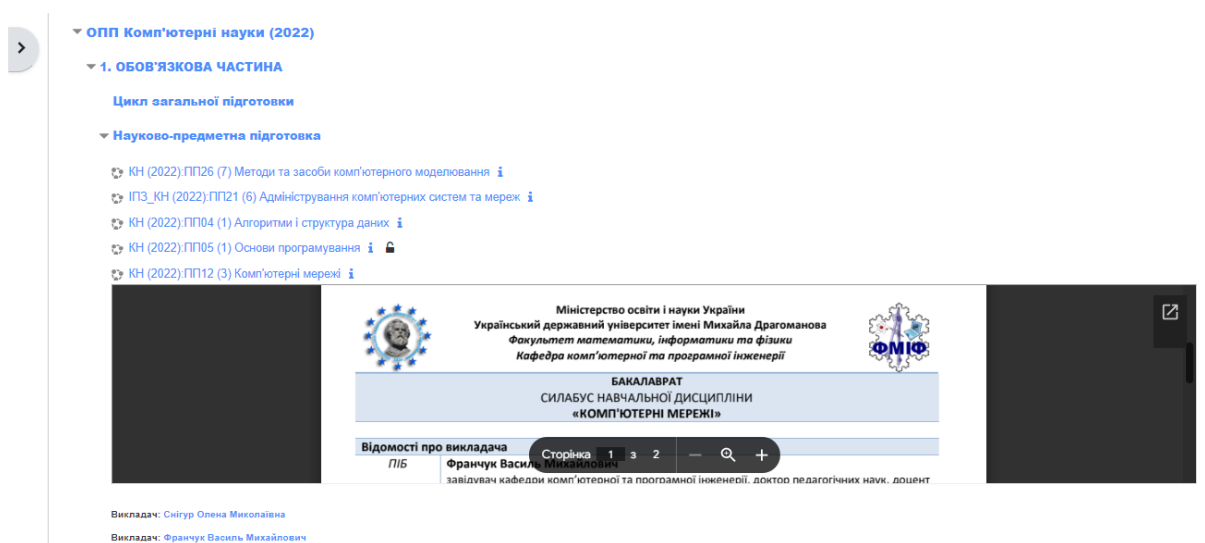 ОПП Комп'ютерні науки (2022)
1. ОБОВ'ЯЗКОВА ЧАСТИНА
Цикл загальної підготовки
Науково-предметна підготовка
КН (2022):ПП26 (7) Методи та засоби комп'ютерного моделювання
ІПЗ_КН (2022):ПП21 (6) Адміністрування комп'ютерних систем та мереж
КН (2022):ПП04 (1) Алгоритми і структура даних
КН (2022):ПП05 (1) Основи програмування
КН (2022):ПП12 (3) Комп'ютерні мережі
Міністерство освіти і науки України
Український державний університет імені Михайла Драгоманова
Факультет математики, інформатики та фізики
Кафедра комп'ютерної та програмної інженерії
ФМІФ
БАКАЛАВРАТ
СИЛАБУС НАВЧАЛЬНОЇ ДИСЦИПЛІНИ
«КОМП'ЮТЕРНІ МЕРЕЖІ»
Відомості про викладача
Сторінка 1 з 2
ПІБ Франчук Василь Михайлович
завідувач кафедри комп'ютерної та програмної інженерії, доктор педагогічних наук, доцент
Викладач: Снігур Олена Миколаївна
Викладач: Франчук Василь Михайлович